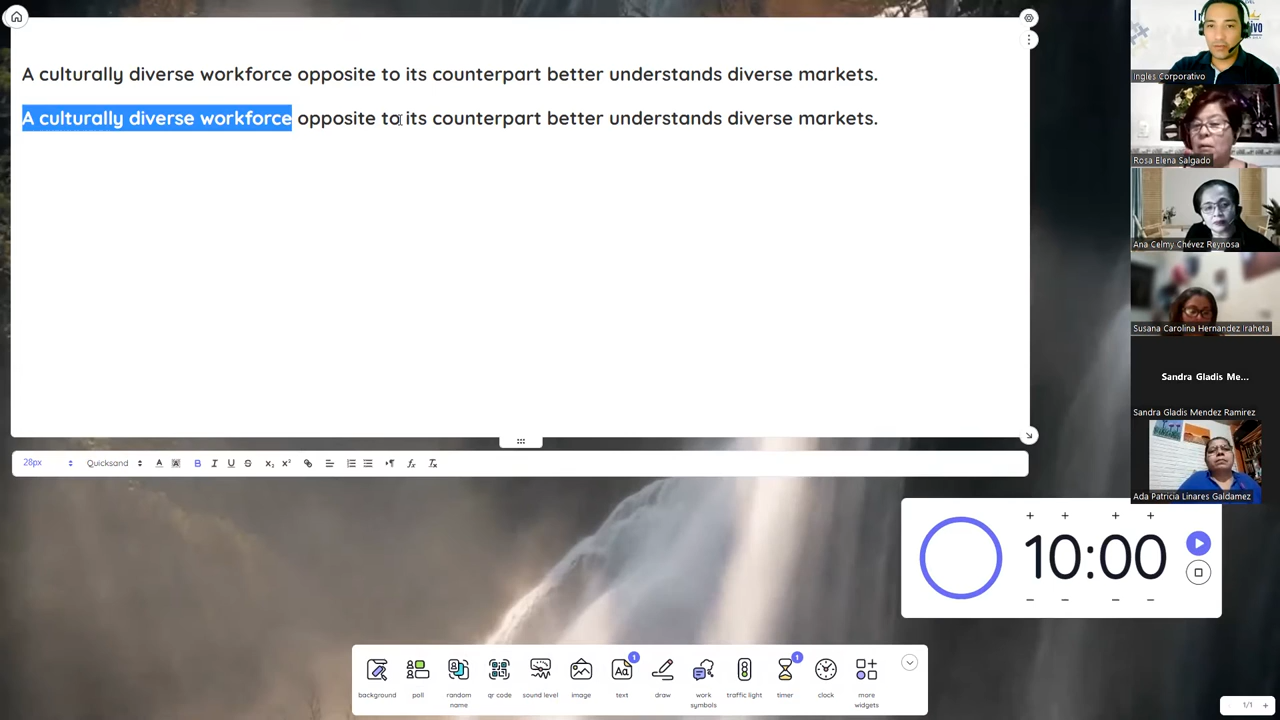 A culturally diverse workforce opposite to its counterpart better understands diverse markets.
A culturally diverse workforce opposite to its counterpart better understands diverse markets.
28px
Quicksand
10:00
background
poll
random name
qr code
sound level
image
text
draw
work symbols
traffic light
timer
clock
more widgets
1
1
1/1
Ingles Corporativo
Rosa Elena Salgado
Ana Celmy Chévez Reynosa
Susana Carolina Hernandez Iraheta
Sandra Gladis Me...
Sandra Gladis Mendez Ramirez
Ada Patricia Linares Galdamez